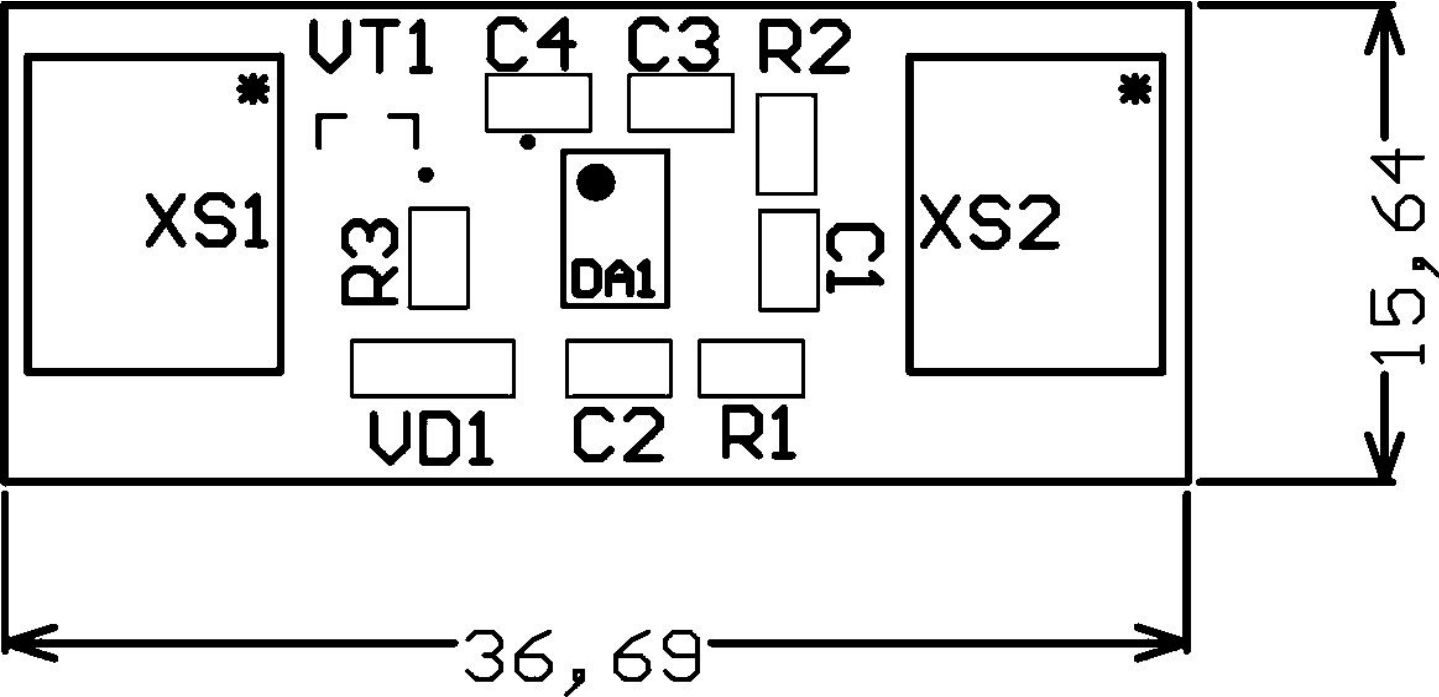 VT1 C4 C3 R2
*
*
XS1 R3 DA1 C1 XS2
VD1 C2 R1
15,64
36,69